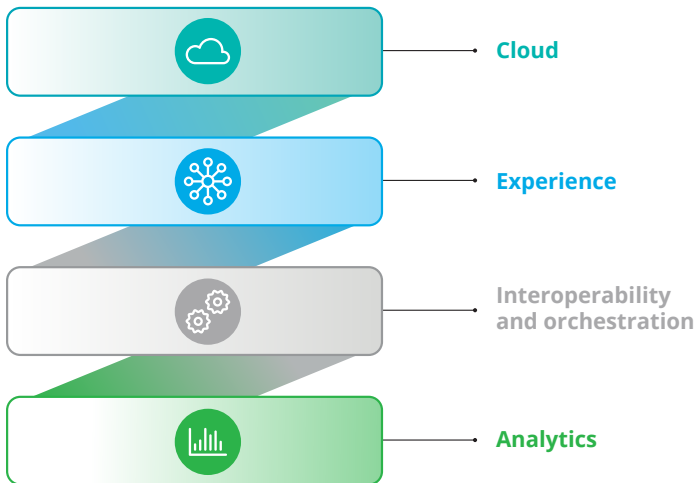 Cloud
Experience
Interoperability
and orchestration
Analytics